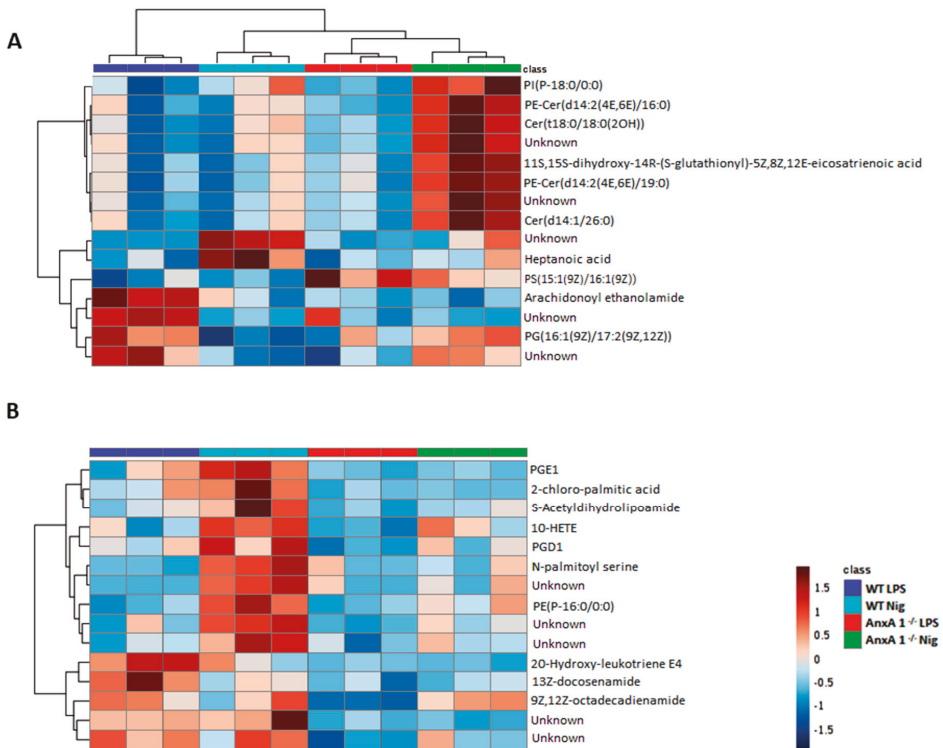 A
class
PI(P-18:0/0:0)
PE-Cer(d14:2(4E,6E)/16:0)
Cer(t18:0/18:0(2OH))
Unknown
11S,15S-dihydroxy-14R-(S-glutathionyl)-5Z,8Z,12E-eicosatrienoic acid
PE-Cer(d14:2(4E,6E)/19:0)
Unknown
Cer(d14:1/26:0)
Unknown
Heptanoic acid
PS(15:1(9Z)/16:1(9Z))
Arachidonoyl ethanolamide
Unknown
PG(16:1(9Z)/17:2(9Z,12Z))
Unknown
B
PGE1
2-chloro-palmitic acid
S-Acetyldihydrolipoamide
10-HETE
PGD1
N-palmitoyl serine
Unknown
PE(P-16:0/0:0)
Unknown
Unknown
20-Hydroxy-leukotriene E4
13Z-docosenamide
9Z,12Z-octadecadienamide
Unknown
Unknown
1.5
1
0.5
0
-0.5
-1
-1.5
class
WT LPS
WT Nig
AnxA 1-/- LPS
AnxA 1-/- Nig